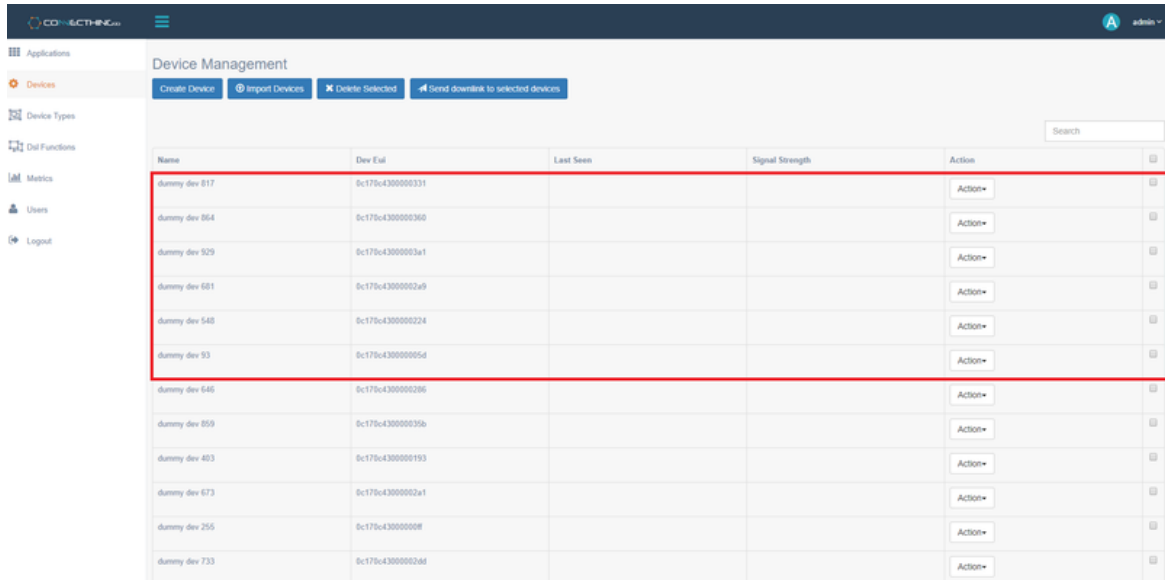 CONNECTHING
admin
Applications
Devices
Device Types
Dsl Functions
Metrics
Users
Logout
Device Management
Create Device Import Devices Delete Selected Send downlink to selected devices
Search
Name Dev Eui Last Seen Signal Strength Action
dummy dev 817 0c170c4300000331 Action
dummy dev 864 0c170c4300000360 Action
dummy dev 929 0c170c43000003a1 Action
dummy dev 681 0c170c43000002a9 Action
dummy dev 548 0c170c4300000224 Action
dummy dev 93 0c170c430000005d Action
dummy dev 646 0c170c4300000286 Action
dummy dev 859 0c170c430000035b Action
dummy dev 403 0c170c4300000193 Action
dummy dev 673 0c170c43000002a1 Action
dummy dev 255 0c170c43000000ff Action
dummy dev 733 0c170c43000002dd Action